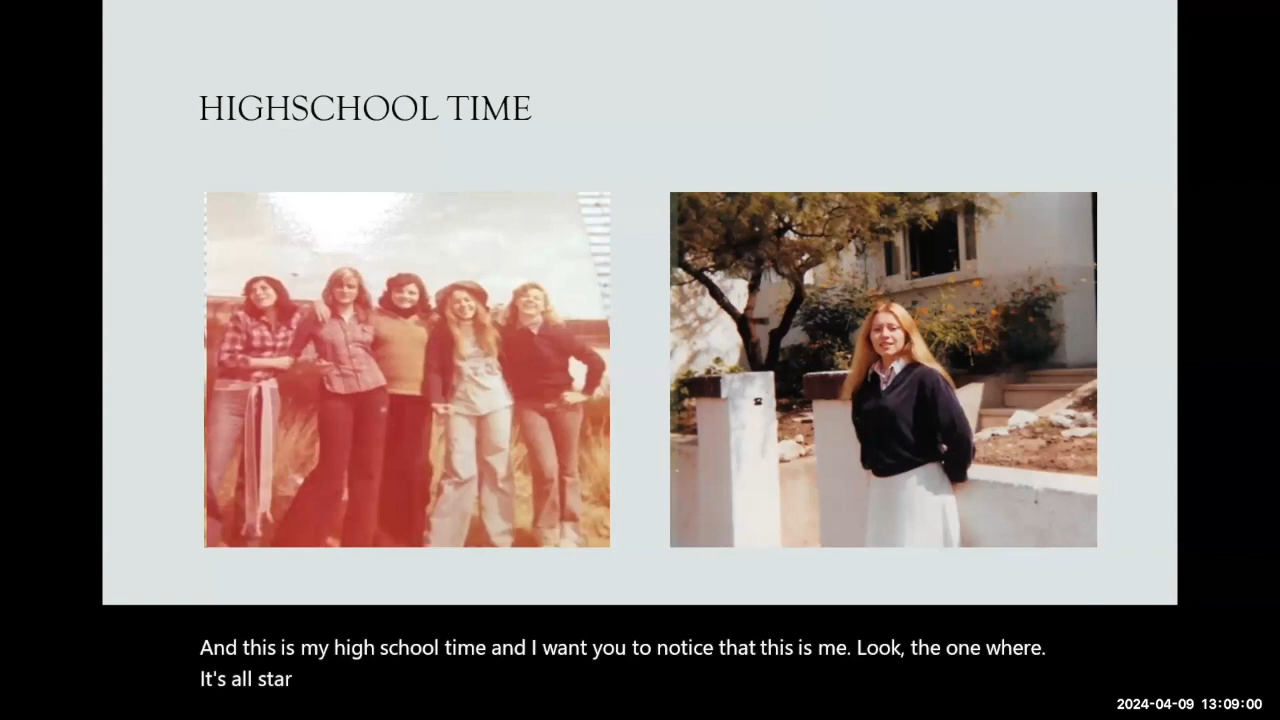 HIGHSCHOOL TIME
And this is my high school time and I want you to notice that this is me. Look, the one where.
It's all star
2024-04-09 13:09:00